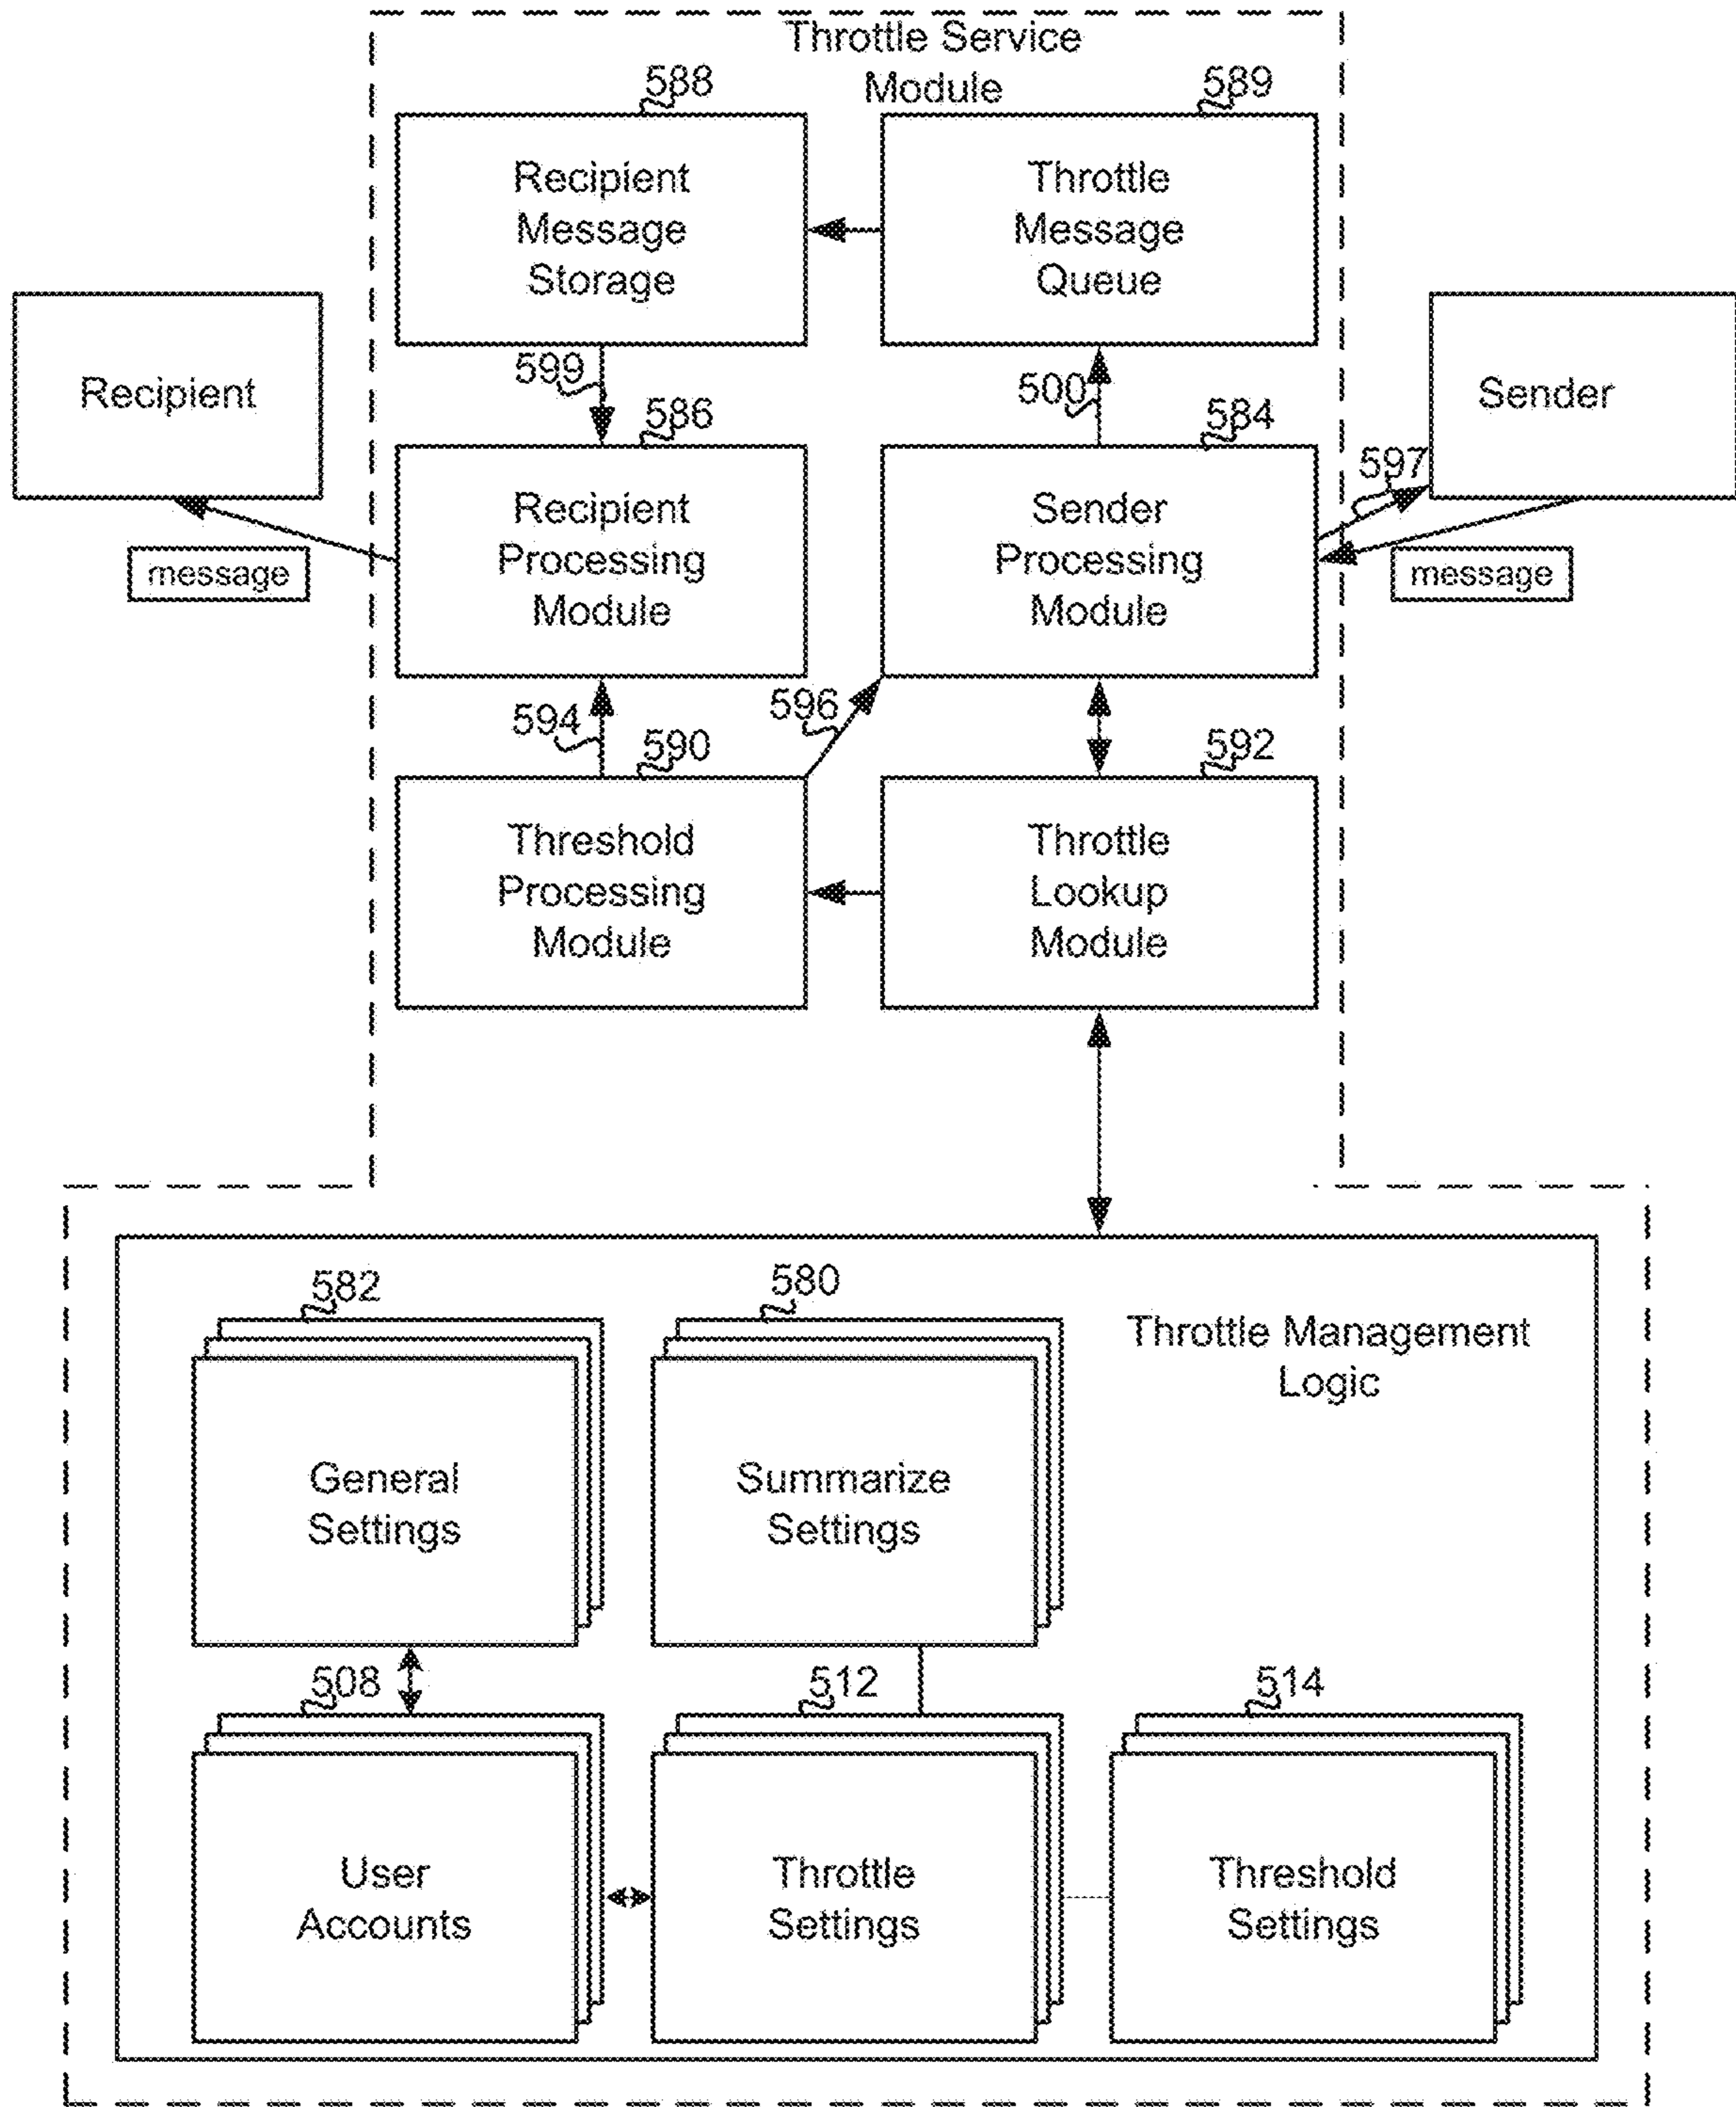 Throttle Service
Module
588
589
Recipient
Message
Storage
Throttle
Message
Queue
Recipient
Sender
599
500
586
584
597
Recipient
Processing
Module
Sender
Processing
Module
message
message
594
596
590
592
Threshold
Processing
Module
Throttle
Lookup
Module
582
580
Throttle Management
Logic
General
Settings
Summarize
Settings
508
512
514
User
Accounts
Throttle
Settings
Threshold
Settings